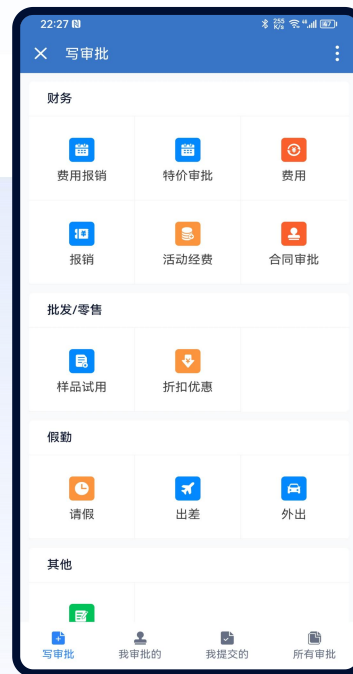 22:27
255 K/s 47
写审批
财务
费用报销 特价审批 费用
报销 活动经费 合同审批
批发/零售
样品试用 折扣优惠
假勤
请假 出差 外出
其他
写审批 我审批的 我提交的 所有审批